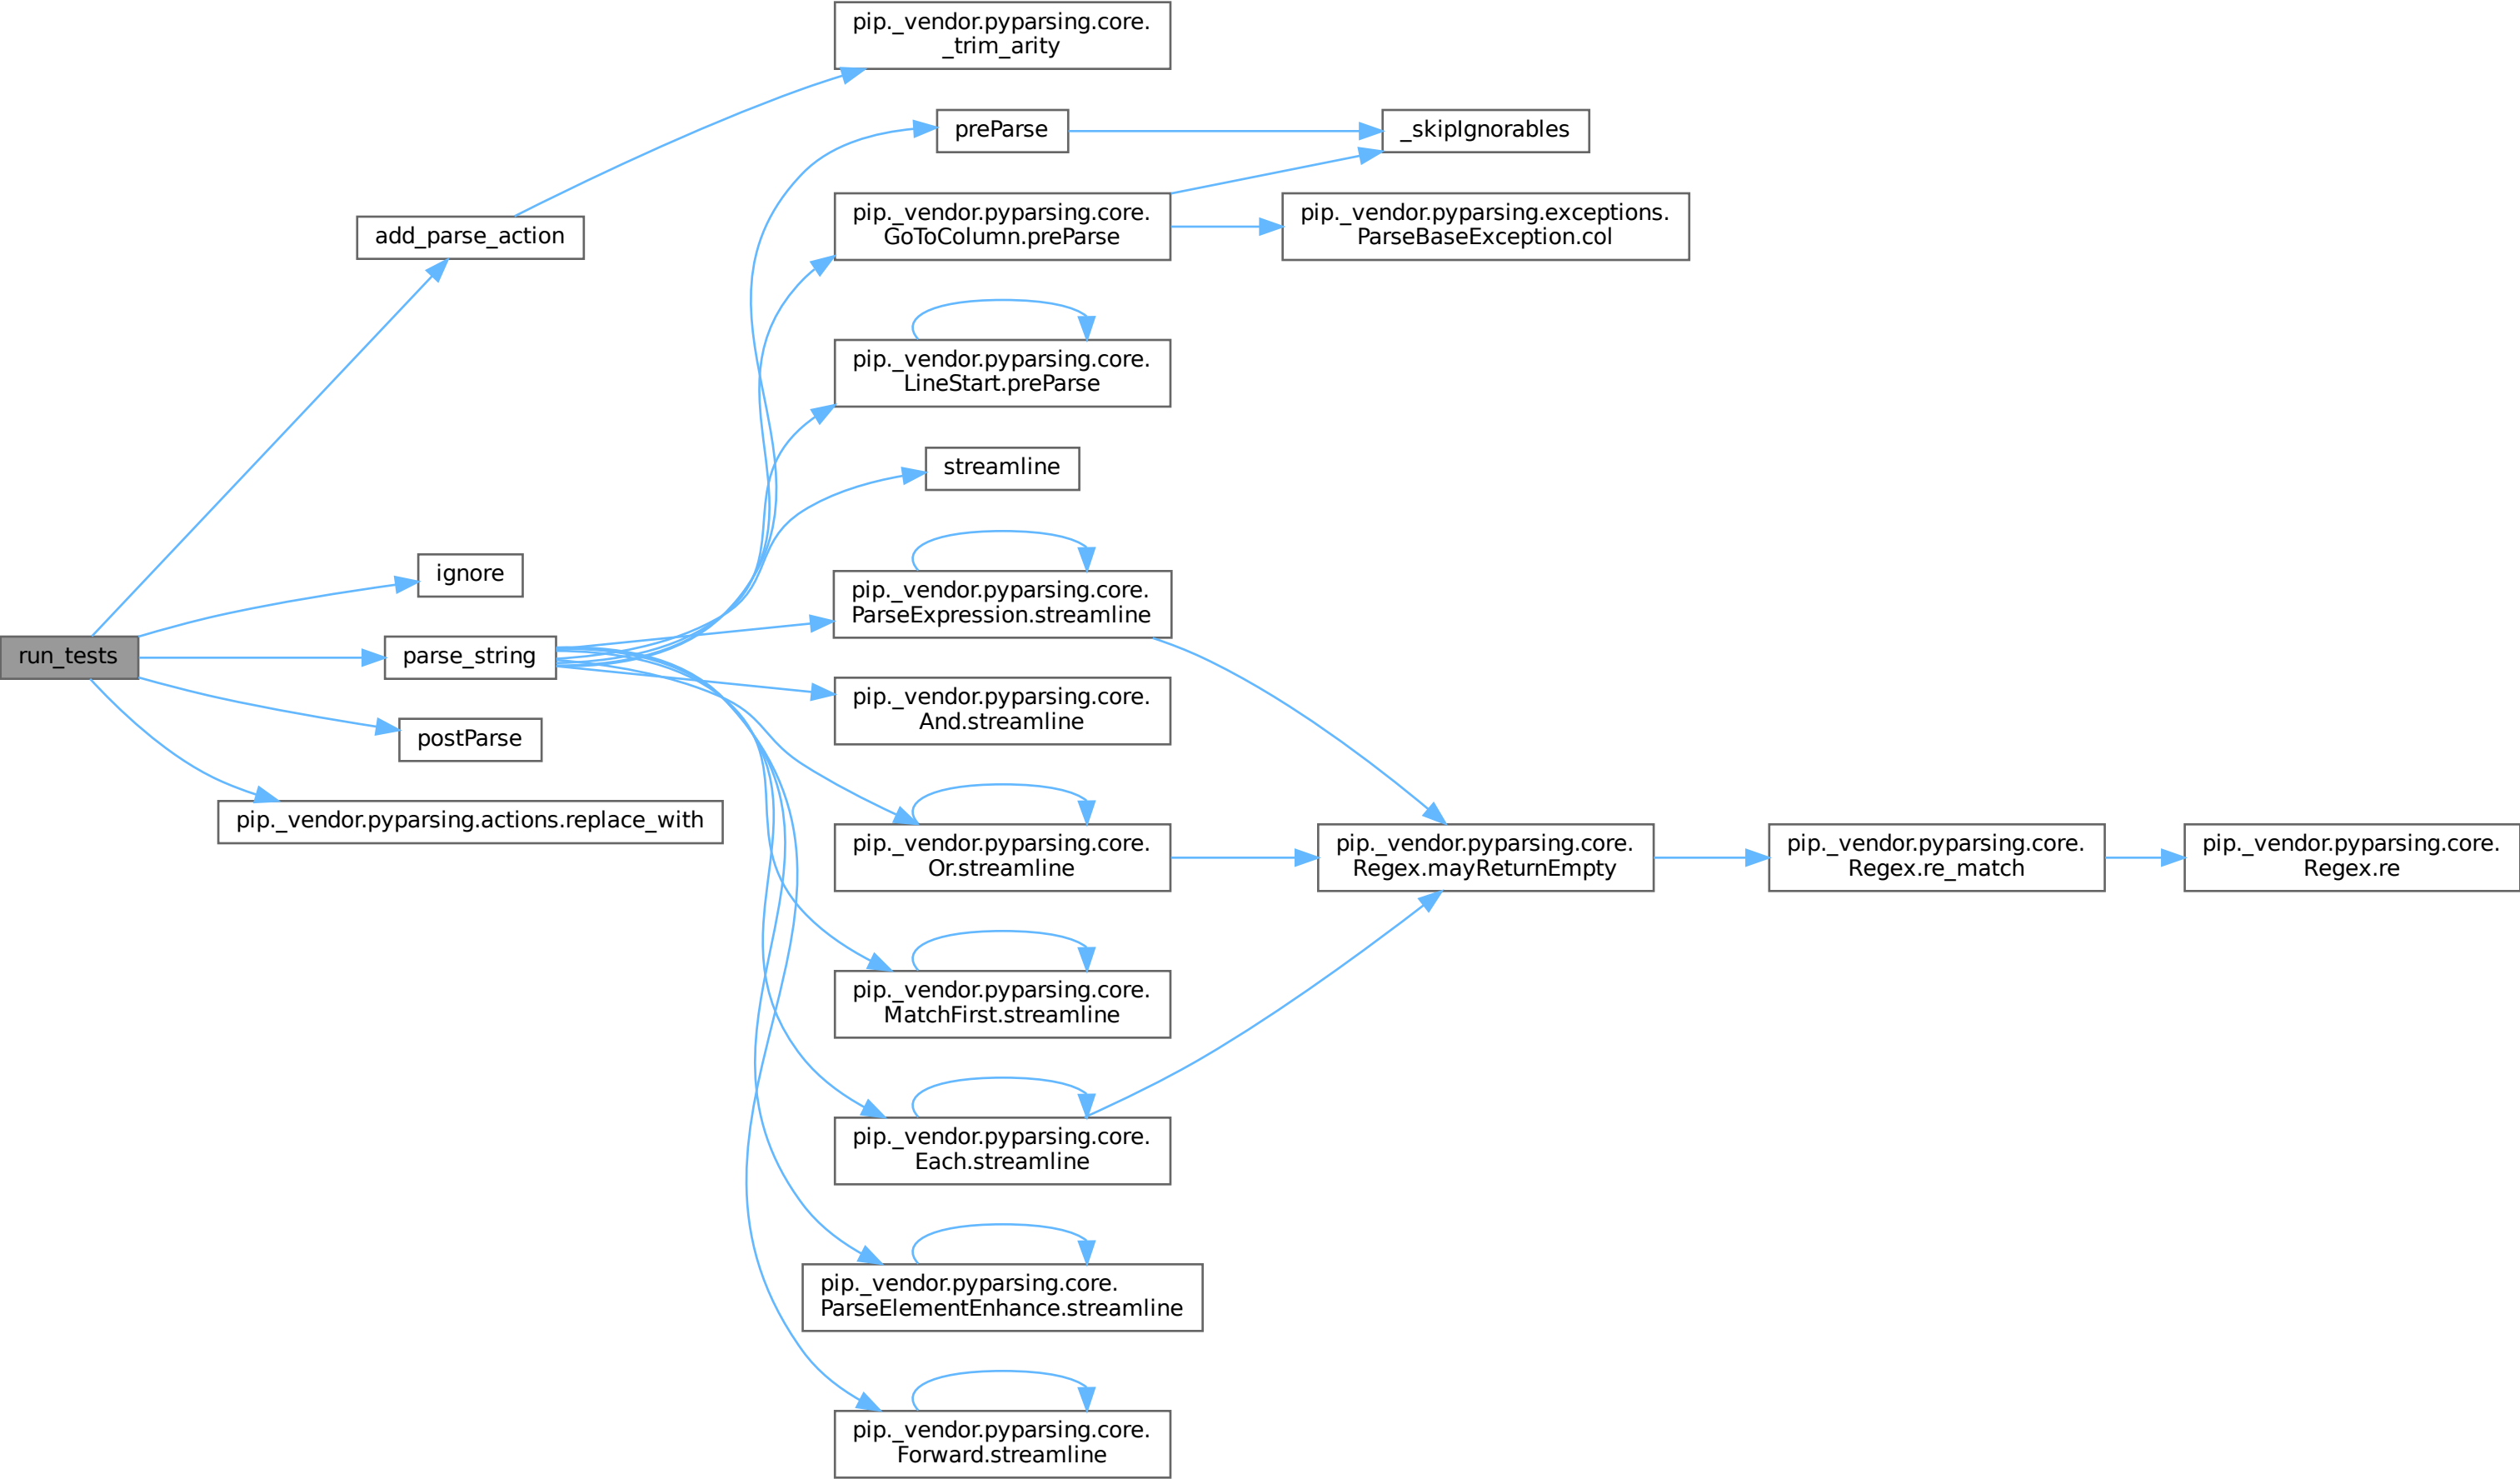 pip._vendor.pyparsing.core.
_trim_arity
preParse
_skipIgnorables
pip._vendor.pyparsing.core.
GoToColumn.preParse
pip._vendor.pyparsing.exceptions.
ParseBaseException.col
add_parse_action
pip._vendor.pyparsing.core.
LineStart.preParse
streamline
ignore
pip._vendor.pyparsing.core.
ParseExpression.streamline
run_tests
parse_string
pip._vendor.pyparsing.core.
And.streamline
postParse
pip._vendor.pyparsing.actions.replace_with
pip._vendor.pyparsing.core.
Or.streamline
pip._vendor.pyparsing.core.
Regex.mayReturnEmpty
pip._vendor.pyparsing.core.
Regex.re_match
pip._vendor.pyparsing.core.
Regex.re
pip._vendor.pyparsing.core.
MatchFirst.streamline
pip._vendor.pyparsing.core.
Each.streamline
pip._vendor.pyparsing.core.
ParseElementEnhance.streamline
pip._vendor.pyparsing.core.
Forward.streamline